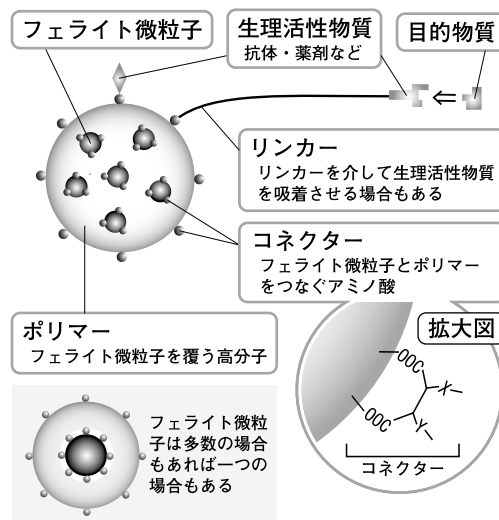 フェライト微粒子
生理活性物質
抗体・薬剤など
目的物質
リンカー
リンカーを介して生理活性物質
を吸着させる場合もある
コネクター
フェライト微粒子とポリマー
をつなぐアミノ酸
ポリマー
フェライト微粒子を覆う高分子
拡大図
OOC
X
OOC
Y
コネクター
フェライト微粒
子は多数の場合
もあれば一つの
場合もある